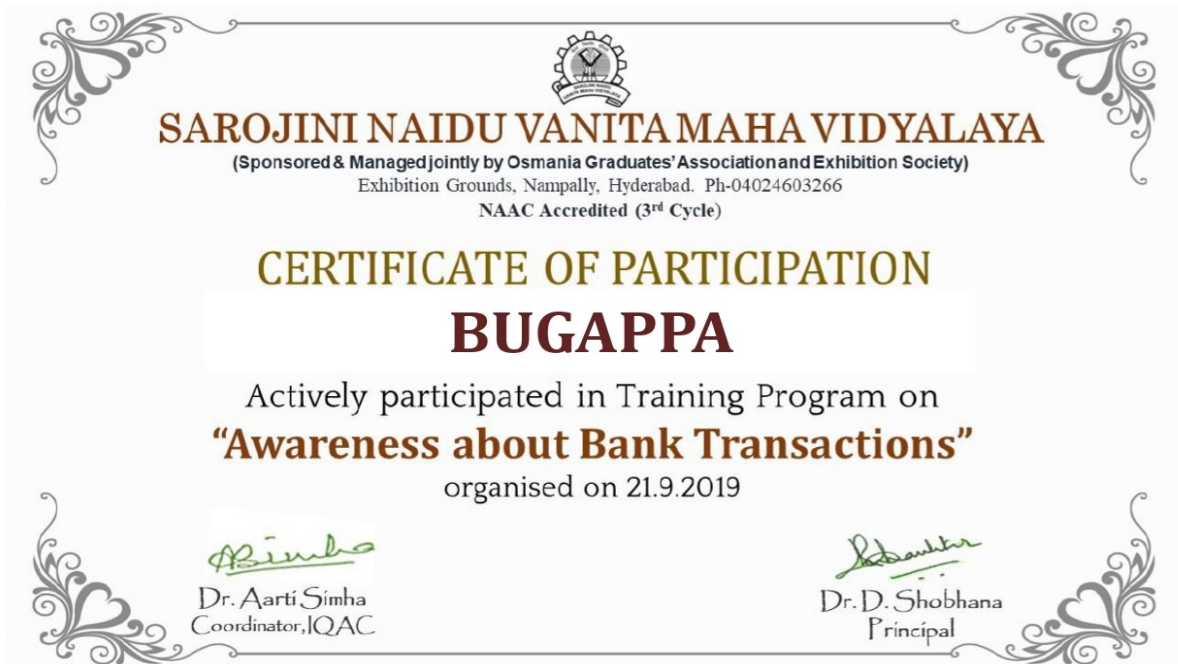 SAROJINI NAIDU VANITA MAHA VIDYALAYA
(Sponsored & Managed jointly by Osmania Graduates' Association and Exhibition Society)
Exhibition Grounds, Nampally, Hyderabad. Ph-04024603266
NAAC Accredited (3rd Cycle)
CERTIFICATE OF PARTICIPATION
BUGAPPA
Actively participated in Training Program on
“Awareness about Bank Transactions”
organised on 21.9.2019
Dr. Aarti Simha
Coordinator, IQAC
Dr. D. Shobhana
Principal